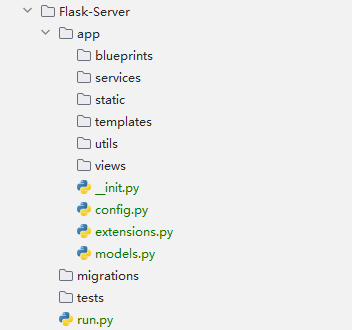 Flask-Server
app
blueprints
services
static
templates
utils
views
__init.py
config.py
extensions.py
models.py
migrations
tests
run.py